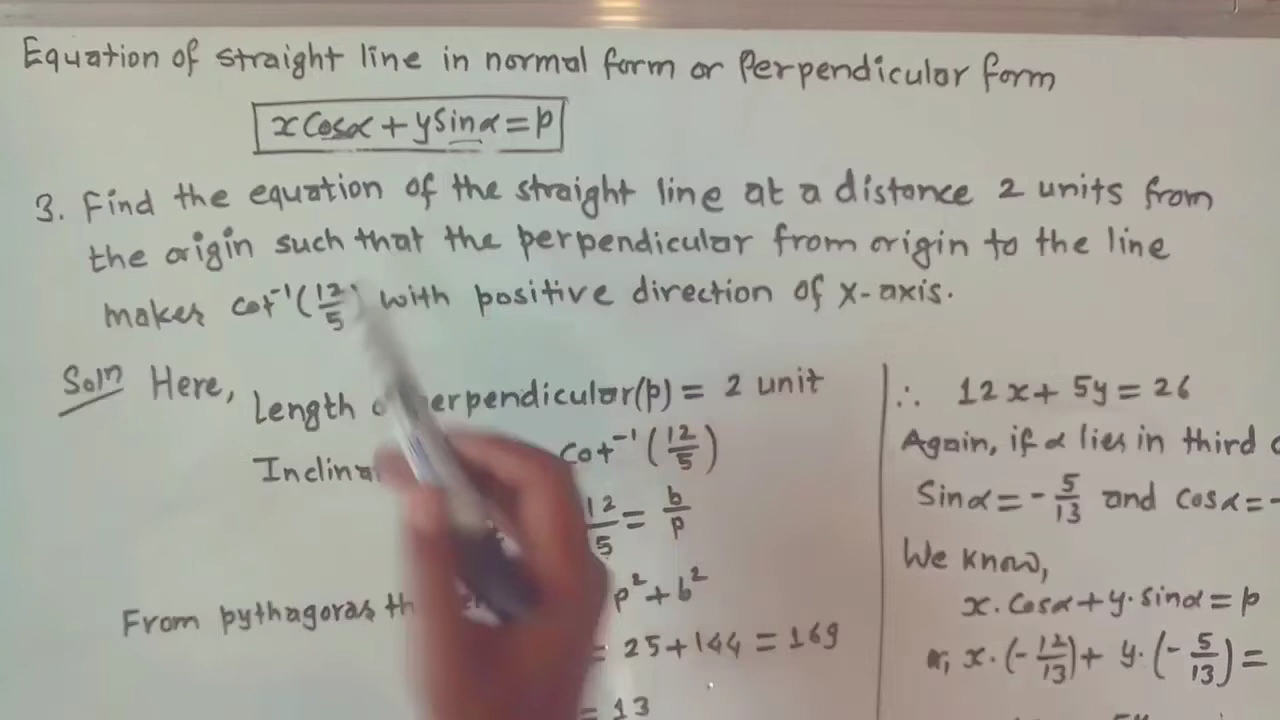 Equation of straight line in normal form or Perpendicular form
x Cosα + y Sinα = p
3. Find the equation of the straight line at a distance 2 units from
the origin such that the perpendicular from origin to the line
makes cot⁻¹(12/5) with positive direction of x-axis.
Soln Here,
Length erpendicular(p) = 2 unit
Cot⁻¹(12/5)
12/5 = b/p
From pythagoras th
p² + b²
= 25 + 144 = 169
= 13
∴ 12x + 5y = 26
Again, if α lies in third
Sinα = -5/13 and Cosα = -
We know,
x. Cosα + y. sinα = p
or, x. (-12/13) + y. (-5/13) =